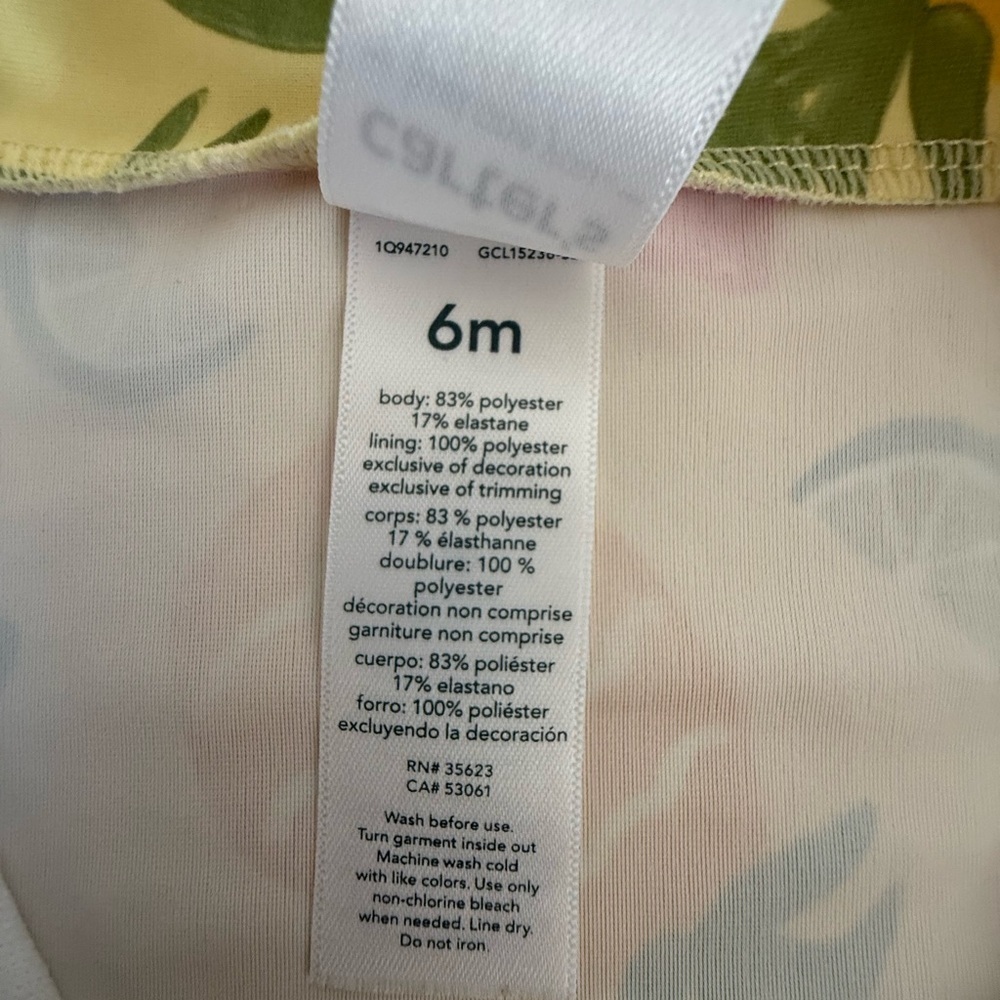 carter's
1Q947210 GCL15236
6m
body: 83% polyester
17% elastane
lining: 100% polyester
exclusive of decoration
exclusive of trimming
corps: 83 % polyester
17 % élasthanne
doublure: 100 %
polyester
décoration non comprise
garniture non comprise
cuerpo: 83% poliéster
17% elastano
forro: 100% poliéster
excluyendo la decoración
RN# 35623
CA# 53061
Wash before use.
Turn garment inside out
Machine wash cold
with like colors. Use only
non-chlorine bleach
when needed. Line dry.
Do not iron.